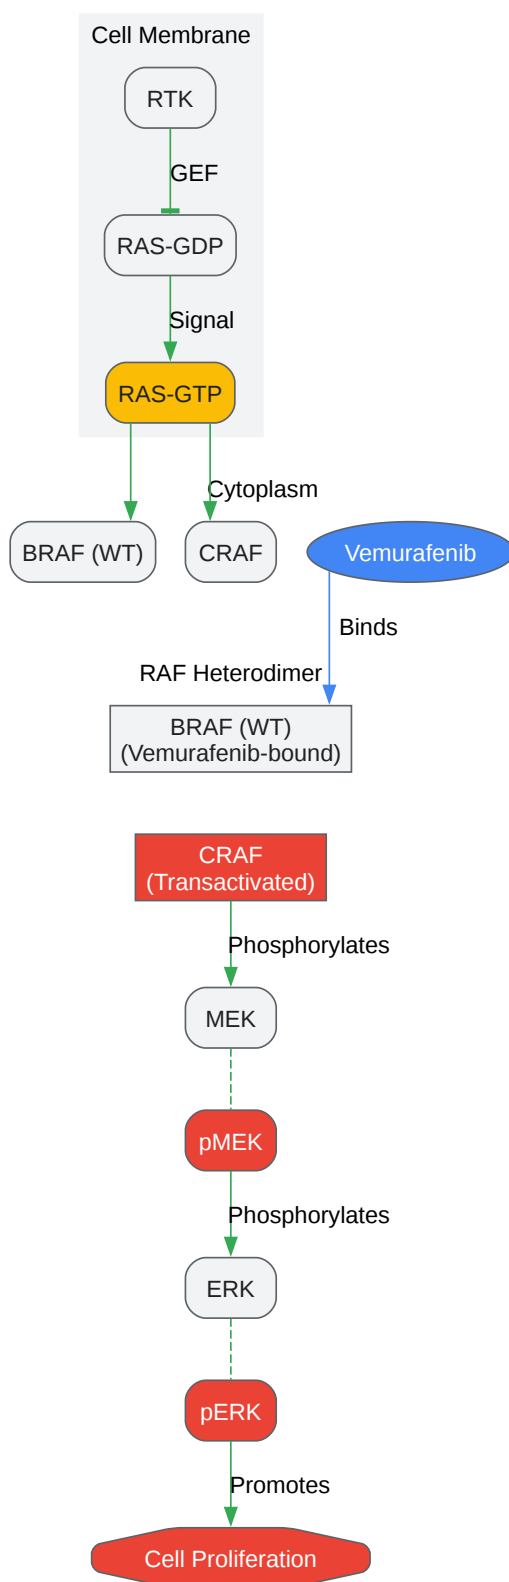 Cell Membrane
RTK
GEF
RAS-GDP
Signal
RAS-GTP
Cytoplasm
BRAF (WT)
CRAF
Vemurafenib
Binds
RAF Heterodimer
BRAF (WT)
(Vemurafenib-bound)
CRAF
(Transactivated)
Phosphorylates
MEK
pMEK
Phosphorylates
ERK
pERK
Promotes
Cell Proliferation